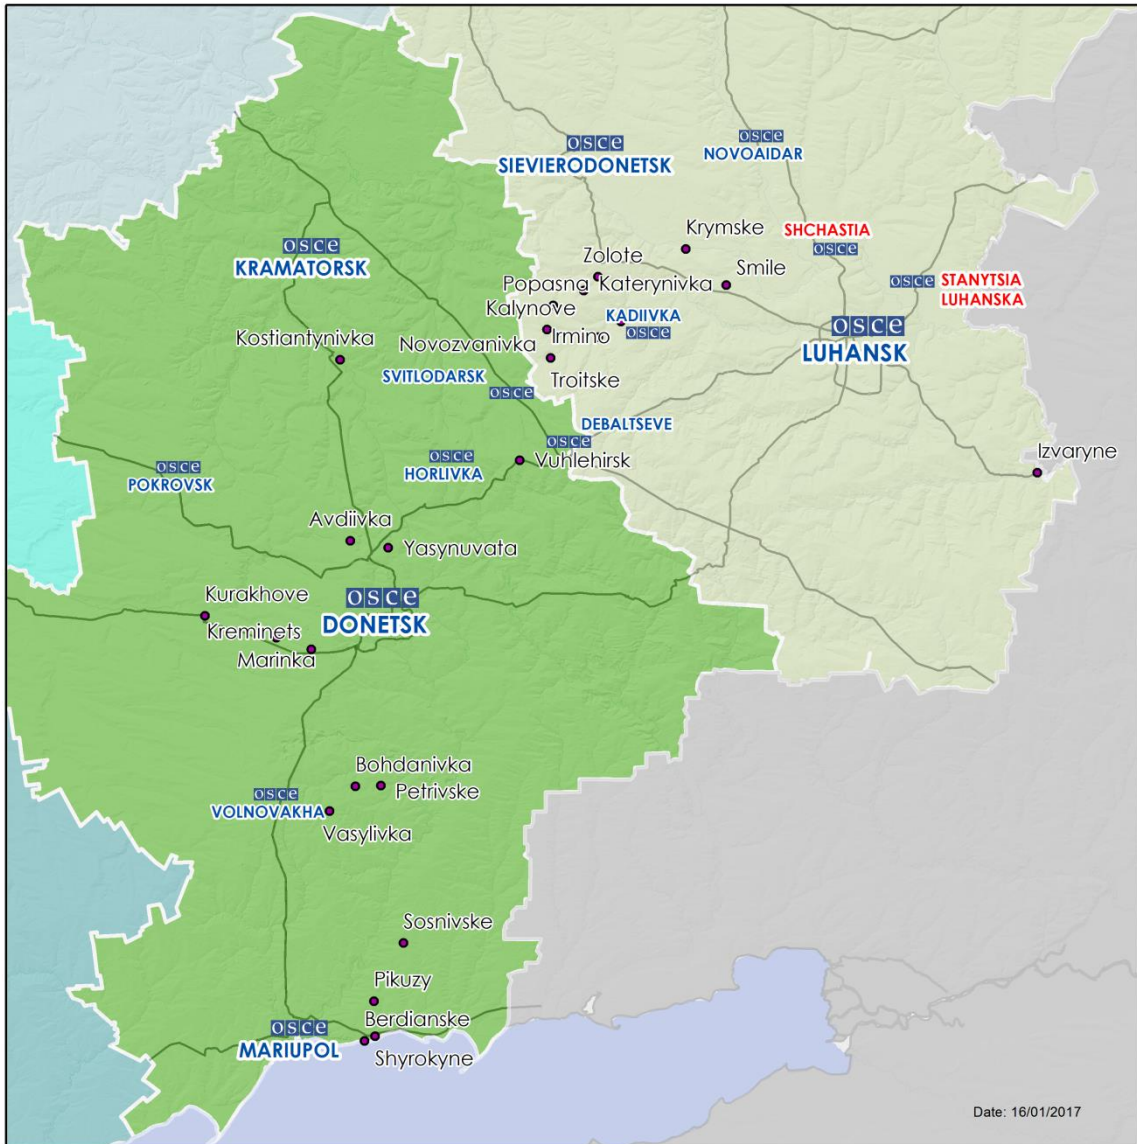 osce
SIEVIERODONETSK
osce
NOVOAIDAR
osce
KRAMATORSK
Krymske
SHCHASTIA
osce
Zolote
Smile
osce
STANYTSIA
LUHANSKA
Popasna
Katerynivka
Kalynove
KADIIVKA
osce
osce
LUHANSK
Kostiantynivka
Novozvanivka
Irmino
SVITLODARSK
osce
Troitske
DEBALTSEVE
osce
Vuhlehirsk
osce
HORLIVKA
osce
POKROVSK
Izvaryne
Avdiivka
Yasynuvata
Kurakhove
osce
DONETSK
Kreminets
Marinka
Bohdanivka
Petrivske
osce
VOLNOVAKHA
Vasylivka
Sosnivske
Pikuzy
Berdianske
osce
MARIUPOL
Shyrokyne
Date: 16/01/2017